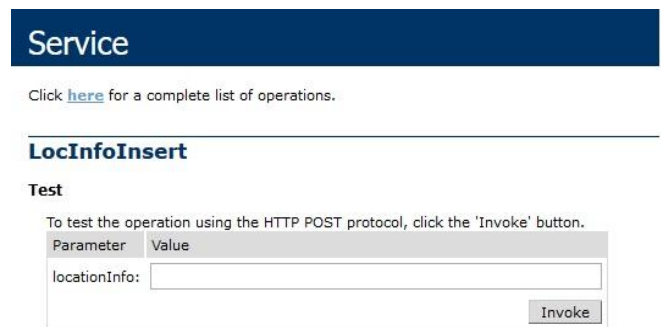 Service
Click here for a complete list of operations.
LocInfoInsert
Test
To test the operation using the HTTP POST protocol, click the 'Invoke' button.
Parameter Value
locationInfo:
Invoke